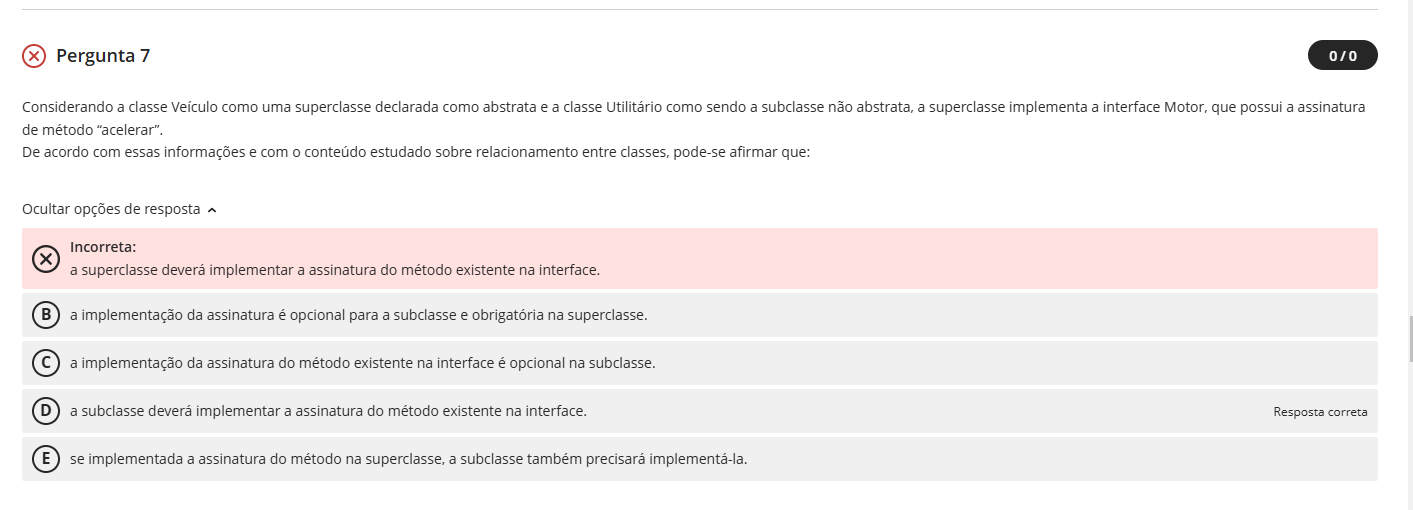 Pergunta 7
0 / 0
Considerando a classe Veículo como uma superclasse declarada como abstrata e a classe Utilitário como sendo a subclasse não abstrata, a superclasse implementa a interface Motor, que possui a assinatura
de método “acelerar”.
De acordo com essas informações e com o conteúdo estudado sobre relacionamento entre classes, pode-se afirmar que:
Ocultar opções de resposta
Incorreta:
a superclasse deverá implementar a assinatura do método existente na interface.
B a implementação da assinatura é opcional para a subclasse e obrigatória na superclasse.
C a implementação da assinatura do método existente na interface é opcional na subclasse.
D a subclasse deverá implementar a assinatura do método existente na interface. Resposta correta
E se implementada a assinatura do método na superclasse, a subclasse também precisará implementá-la.